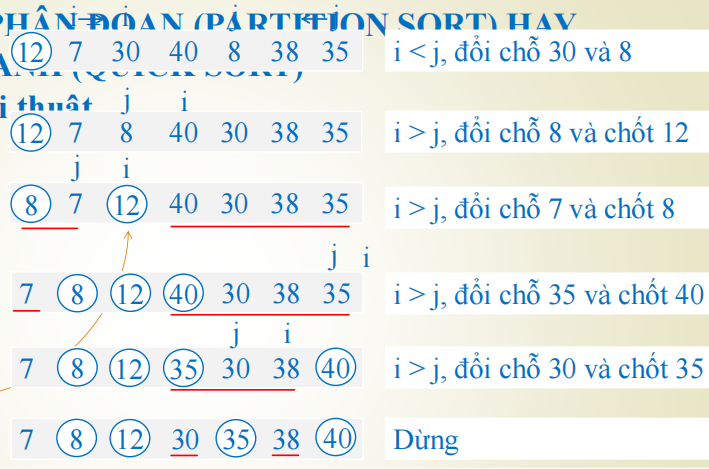 PHÂN ĐOẠN (PARTITION SORT) HAY
12 7 30 40 8 38 35 i < j, đổi chỗ 30 và 8
(QUICK SORT)
i thuật
j i
12 7 8 40 30 38 35 i > j, đổi chỗ 8 và chốt 12
j i
8 7 12 40 30 38 35 i > j, đổi chỗ 7 và chốt 8
j i
7 8 12 40 30 38 35 i > j, đổi chỗ 35 và chốt 40
j i
7 8 12 35 30 38 40 i > j, đổi chỗ 30 và chốt 35
7 8 12 30 35 38 40 Dừng